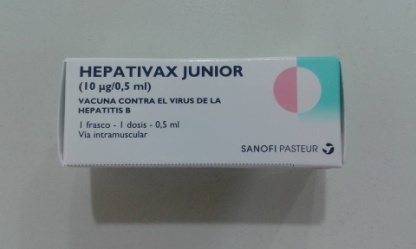 HEPATIVAX JUNIOR
(10 µg/0,5 ml)
VACUNA CONTRA EL VIRUS DE LA
HEPATITIS B
1 frasco - 1 dosis - 0,5 ml
Vía intramuscular
SANOFI PASTEUR